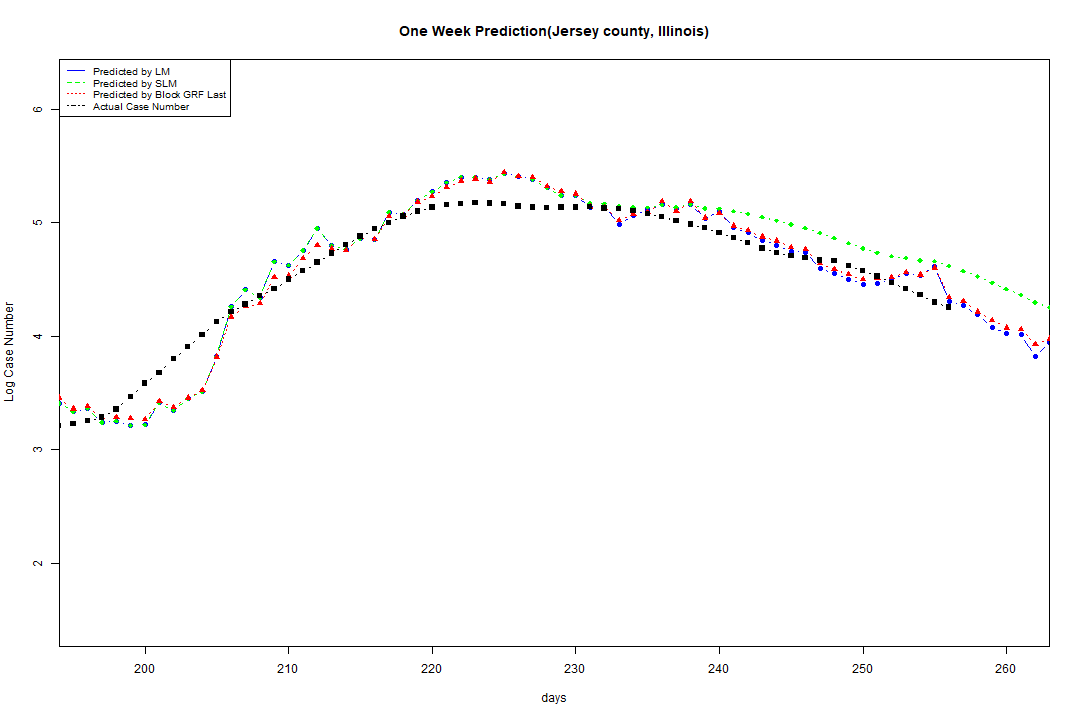 One Week Prediction(Jersey county, Illinois)
Predicted by LM
Predicted by SLM
Predicted by Block GRF Last
Actual Case Number
6
5
4
3
2
Log Case Number
200 210 220 230 240 250 260
days